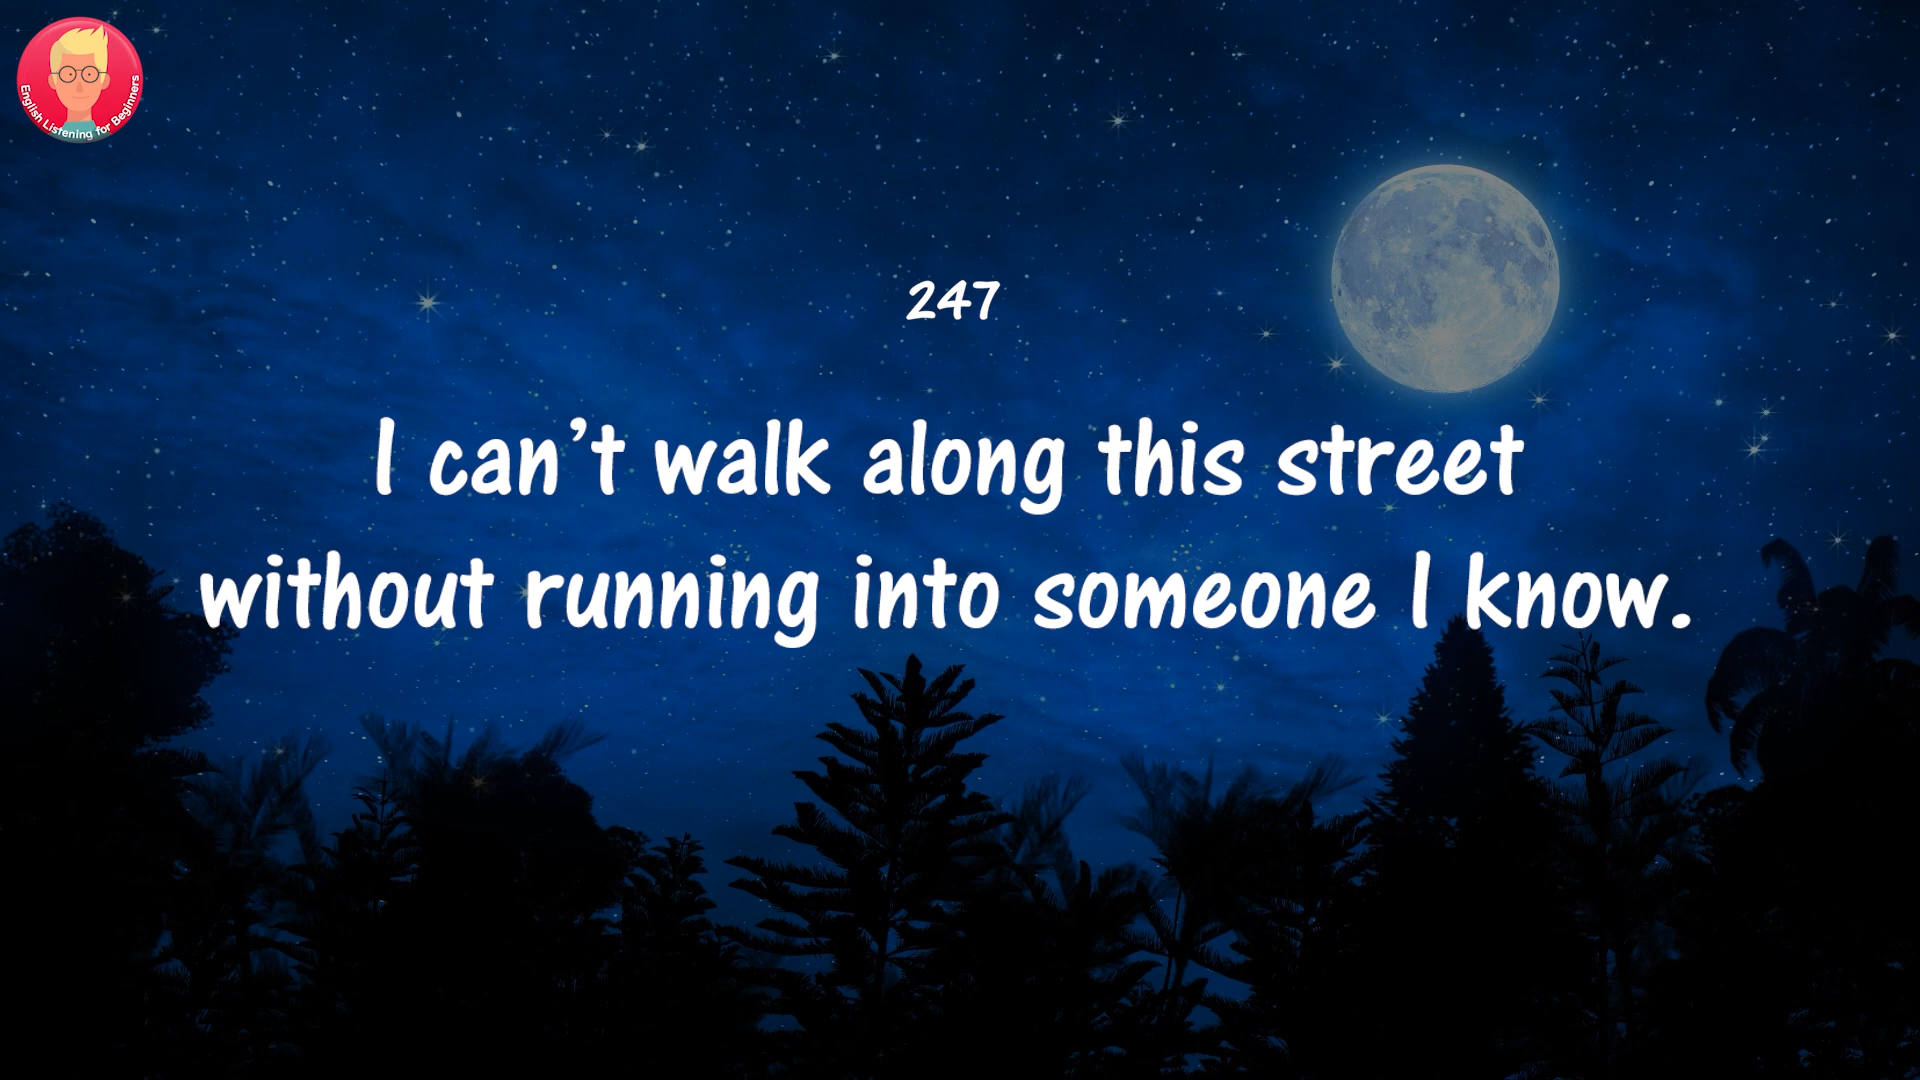 English Listening for Beginners
247
I can’t walk along this street
without running into someone I know.